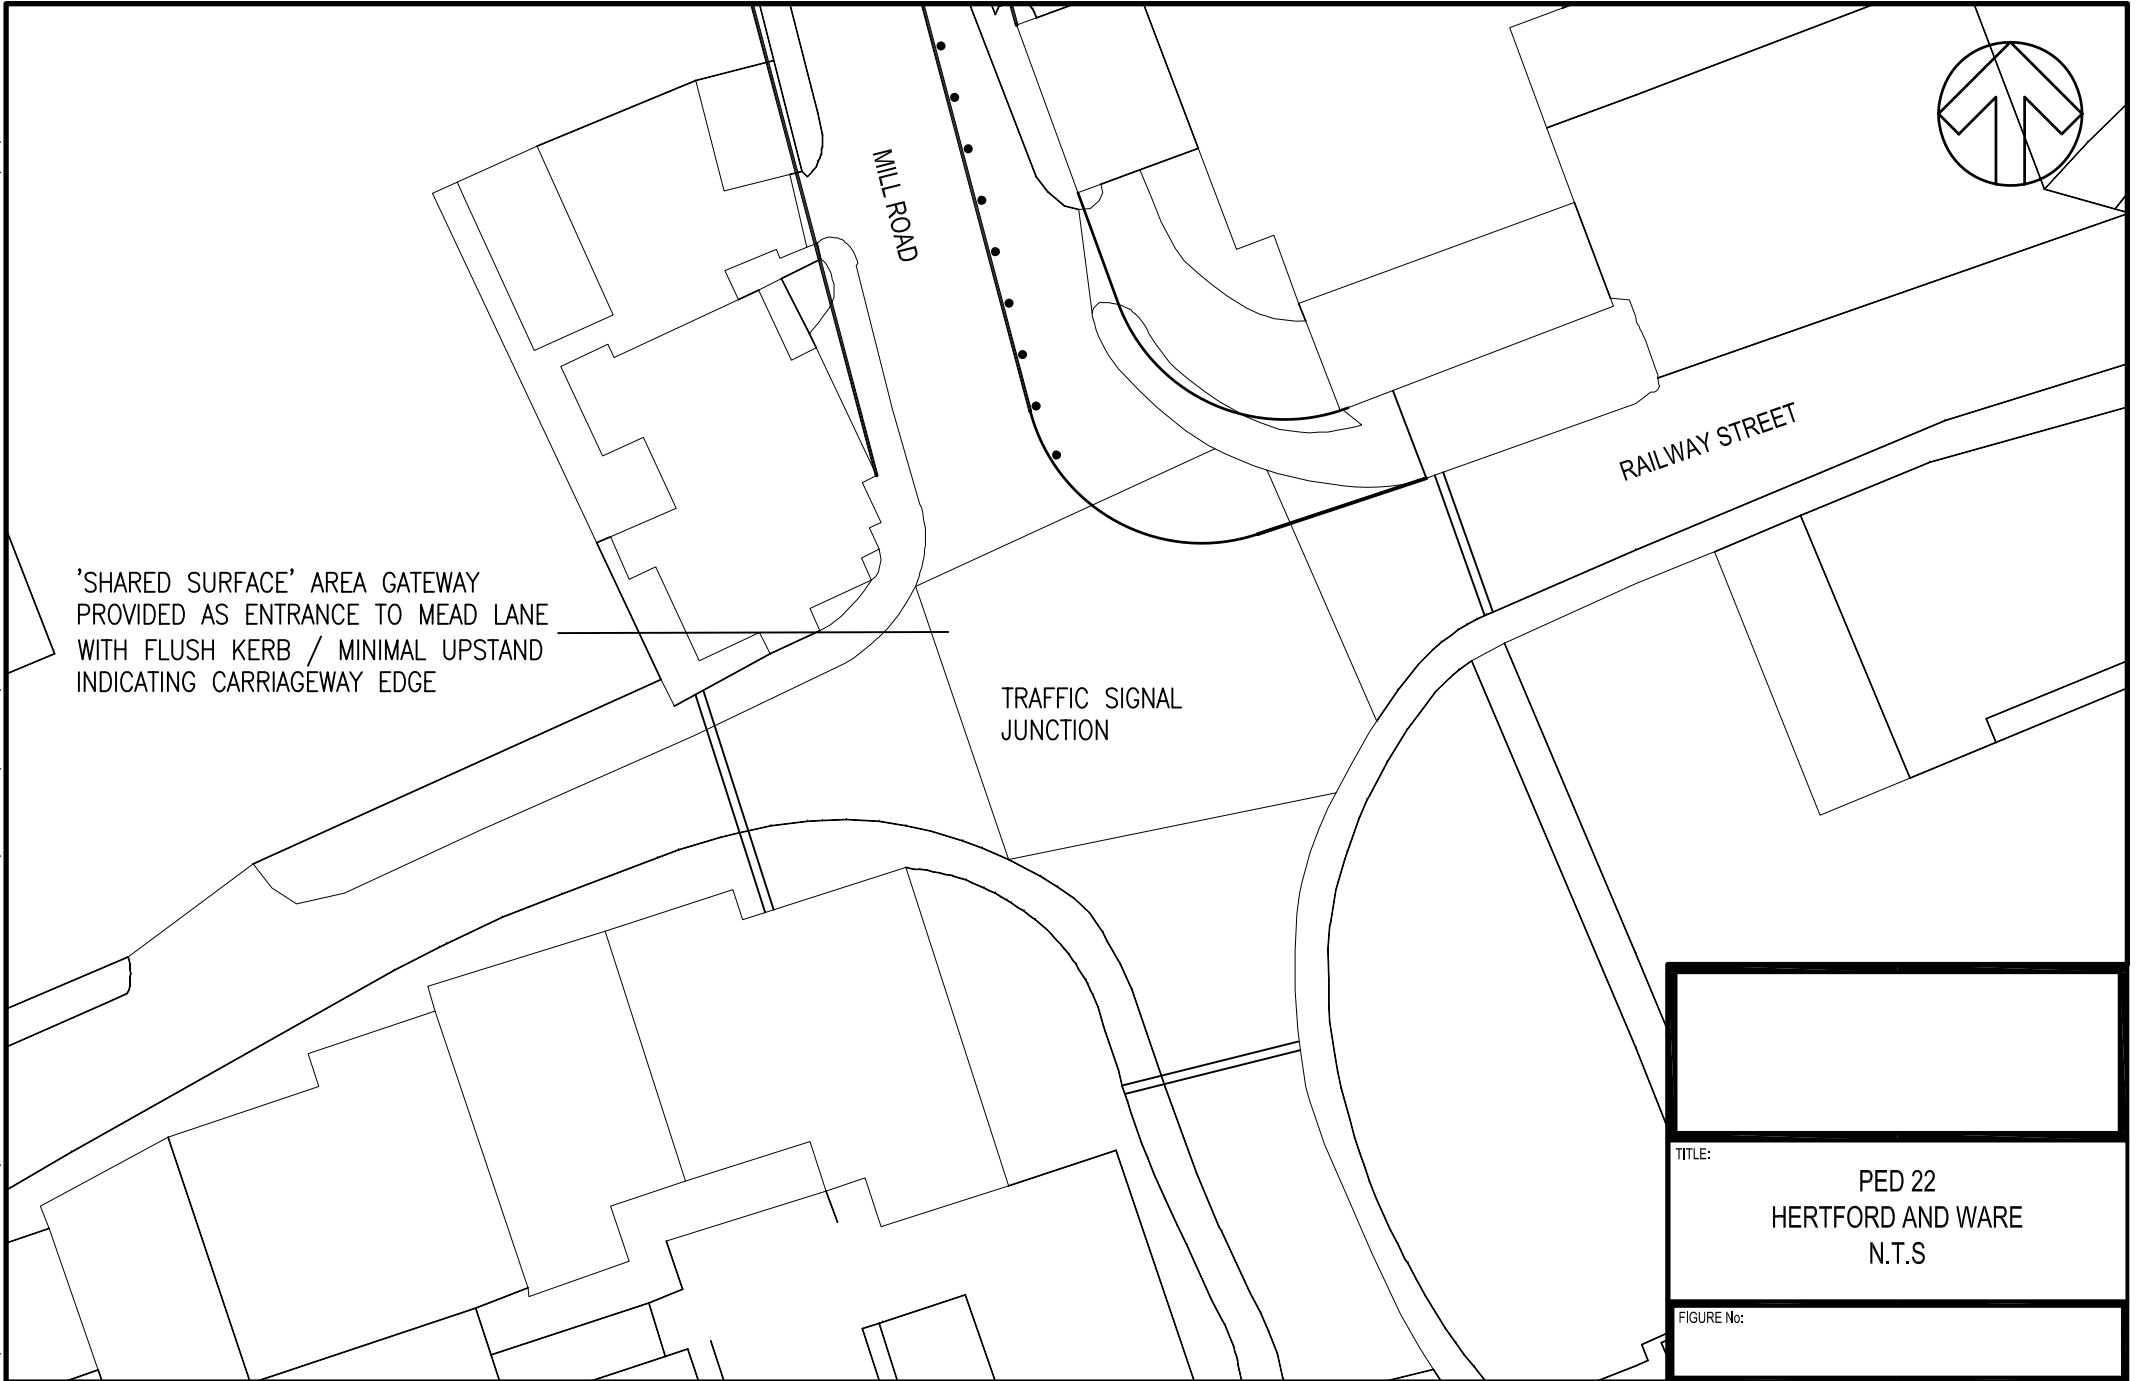 MILL ROAD
RAILWAY STREET
'SHARED SURFACE' AREA GATEWAY
PROVIDED AS ENTRANCE TO MEAD LANE
WITH FLUSH KERB / MINIMAL UPSTAND
INDICATING CARRIAGEWAY EDGE
TRAFFIC SIGNAL
JUNCTION
TITLE:
PED 22
HERTFORD AND WARE
N.T.S
FIGURE No: